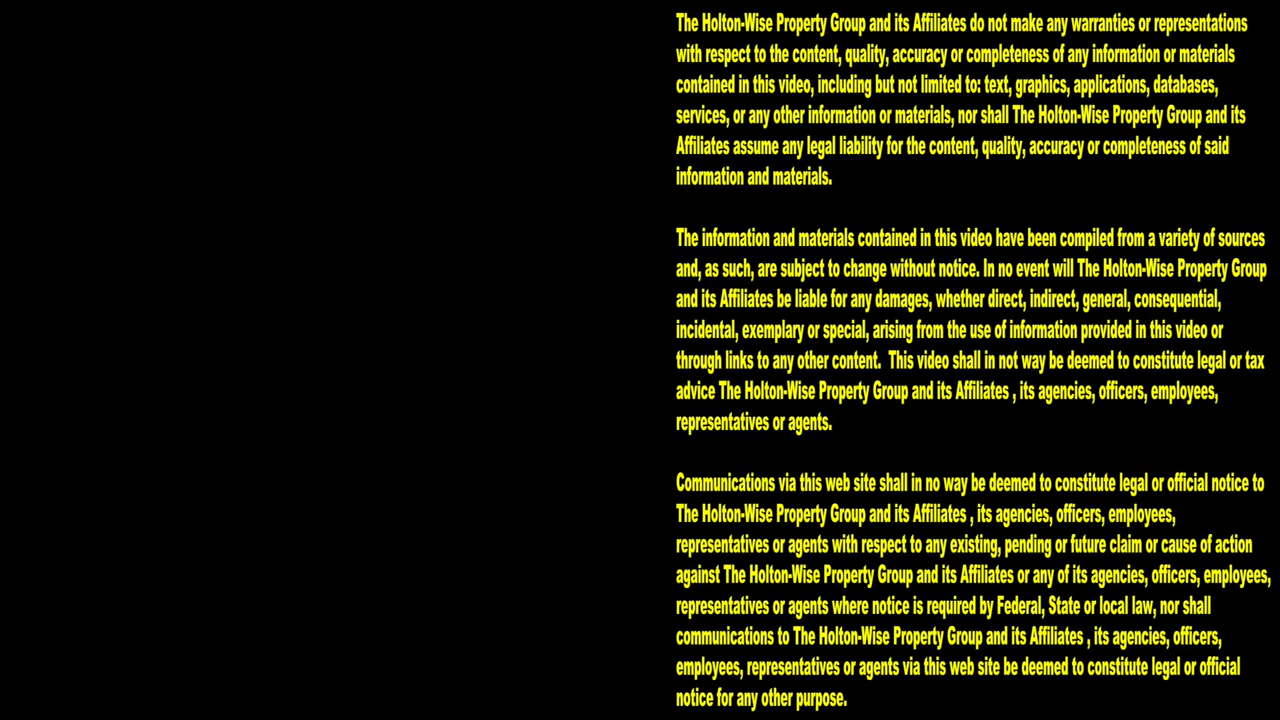 The Holton-Wise Property Group and its Affiliates do not make any warranties or representations
with respect to the content, quality, accuracy or completeness of any information or materials
contained in this video, including but not limited to: text, graphics, applications, databases,
services, or any other information or materials, nor shall The Holton-Wise Property Group and its
Affiliates assume any legal liability for the content, quality, accuracy or completeness of said
information and materials.
The information and materials contained in this video have been compiled from a variety of sources
and, as such, are subject to change without notice. In no event will The Holton-Wise Property Group
and its Affiliates be liable for any damages, whether direct, indirect, general, consequential,
incidental, exemplary or special, arising from the use of information provided in this video or
through links to any other content.  This video shall in not way be deemed to constitute legal or tax
advice The Holton-Wise Property Group and its Affiliates , its agencies, officers, employees,
representatives or agents.
Communications via this web site shall in no way be deemed to constitute legal or official notice to
The Holton-Wise Property Group and its Affiliates , its agencies, officers, employees,
representatives or agents with respect to any existing, pending or future claim or cause of action
against The Holton-Wise Property Group and its Affiliates or any of its agencies, officers, employees,
representatives or agents where notice is required by Federal, State or local law, nor shall
communications to The Holton-Wise Property Group and its Affiliates , its agencies, officers,
employees, representatives or agents via this web site be deemed to constitute legal or official
notice for any other purpose.